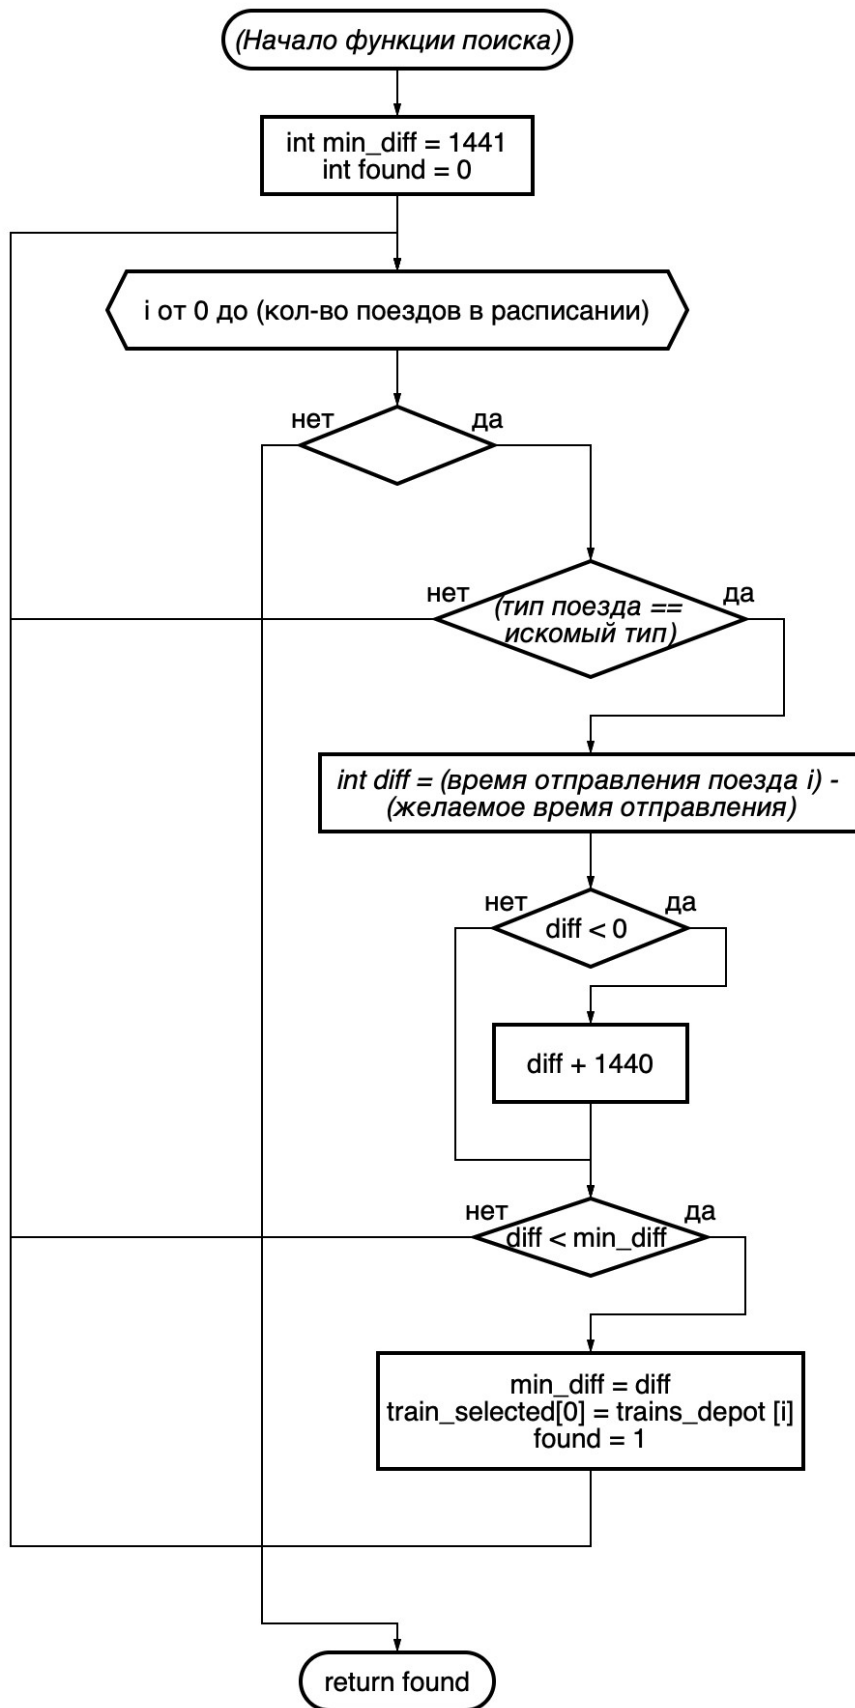 (Начало функции поиска)
int min_diff = 1441
int found = 0
i от 0 до (кол-во поездов в расписании)
нет
да
нет
да
(тип поезда ==
искомый тип)
int diff = (время отправления поезда i) -
(желаемое время отправления)
нет
да
diff < 0
diff + 1440
нет
да
diff < min_diff
min_diff = diff
train_selected[0] = trains_depot [i]
found = 1
return found